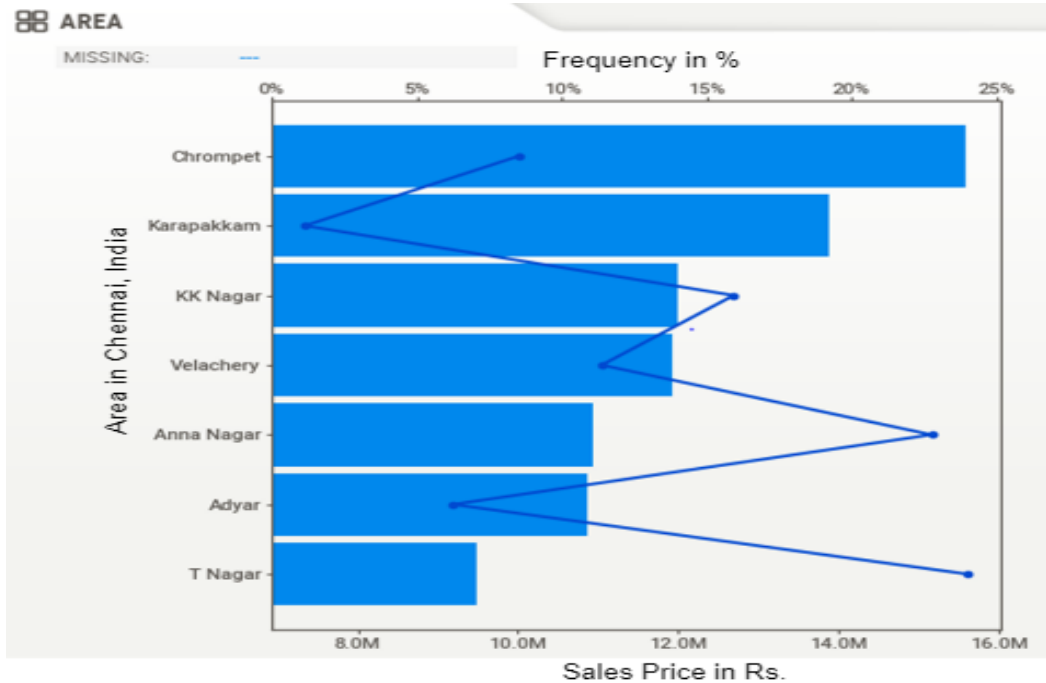 AREA
MISSING: ---
Frequency in %
0% 5% 10% 15% 20% 25%
Chrompet
Karapakkam
KK Nagar
Velachery
Anna Nagar
Adyar
T Nagar
Area in Chennai, India
8.0M 10.0M 12.0M 14.0M 16.0M
Sales Price in Rs.